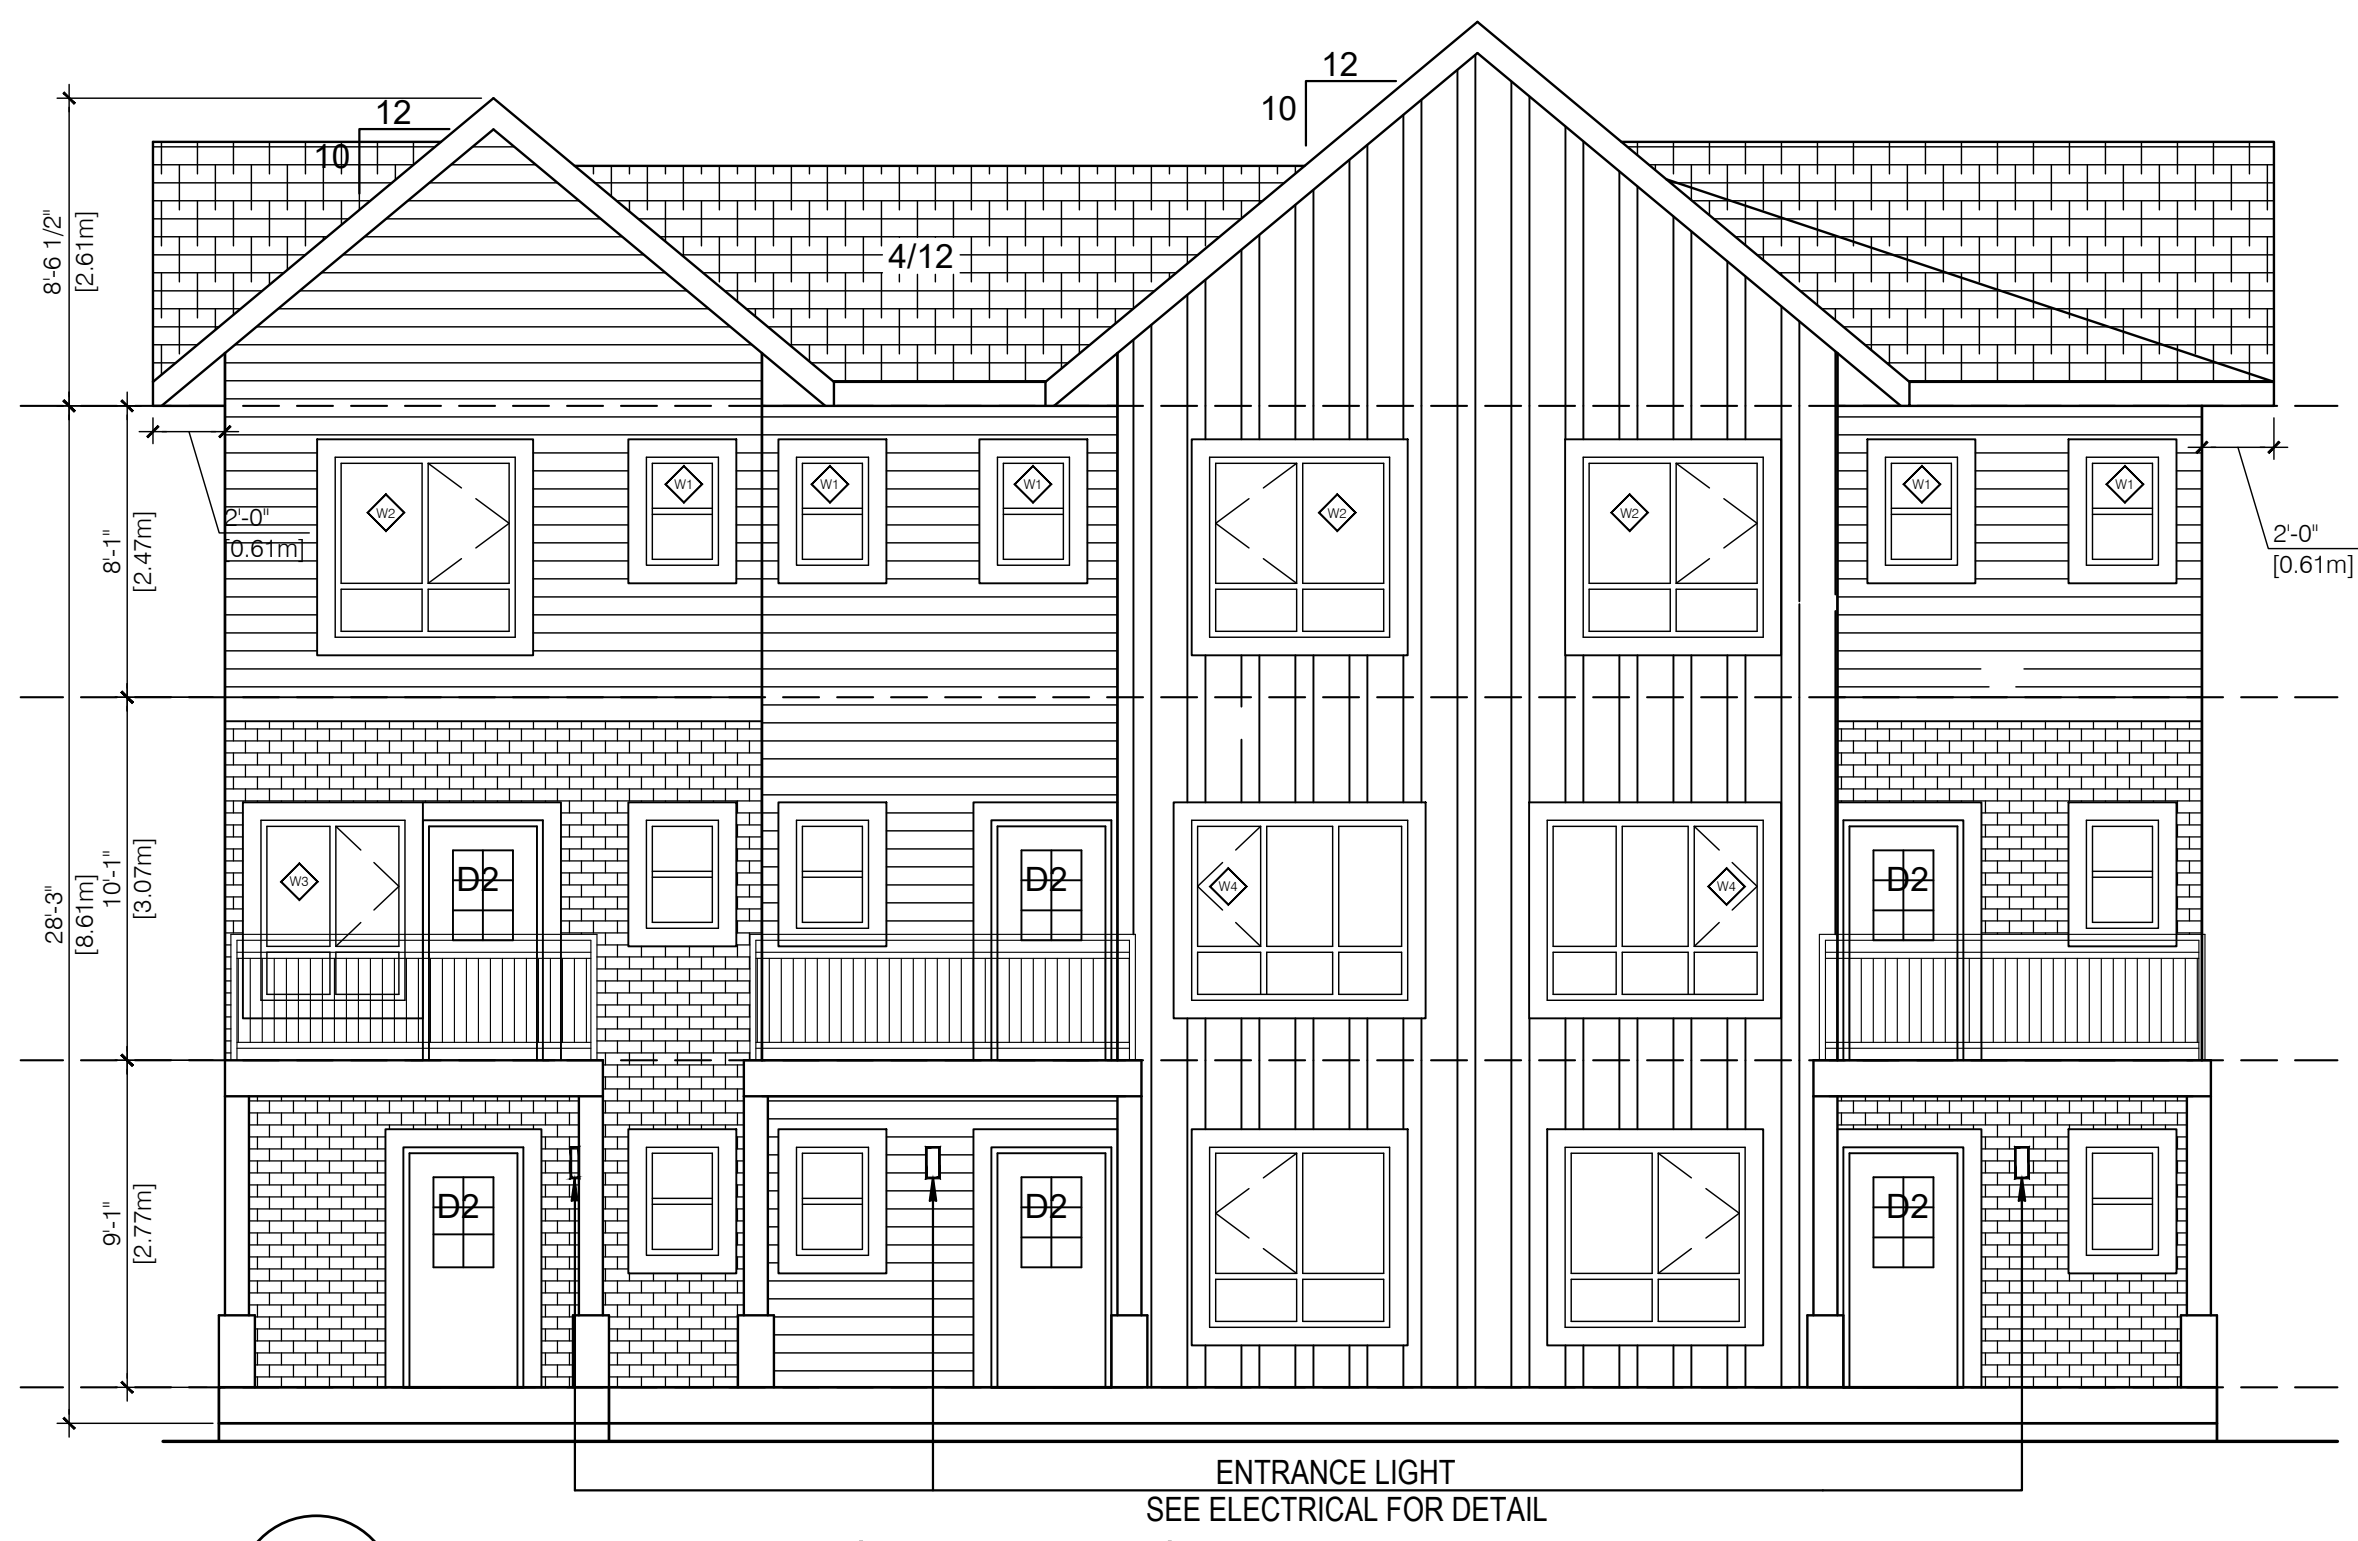 12
10
12
10
4/12
8'-6 1/2"
[2.61m]
2'-0"
[0.61m]
2'-0"
[0.61m]
8'-1"
[2.47m]
W2
W1
W1
W1
W2
W2
W1
W1
28'-3"
[8.61m]
10'-1"
[3.07m]
W3
D2
D2
W4
W4
D2
9'-1"
[2.77m]
D2
D2
D2
ENTRANCE LIGHT
SEE ELECTRICAL FOR DETAIL